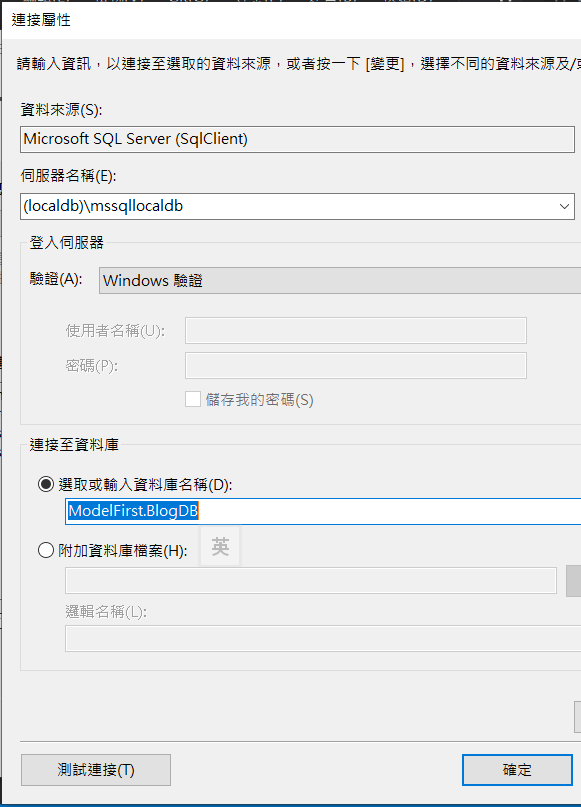 連接屬性
請輸入資訊，以連接至選取的資料來源，或者按一下 [變更]，選擇不同的資料來源及/
資料來源(S):
Microsoft SQL Server (SqlClient)
伺服器名稱(E):
(localdb)\mssqllocaldb
登入伺服器
驗證(A):
Windows 驗證
使用者名稱(U):
密碼(P):
儲存我的密碼(S)
連接至資料庫
選取或輸入資料庫名稱(D):
ModelFirst.BlogDB
附加資料庫檔案(H):
英
邏輯名稱(L):
測試連接(T)
確定